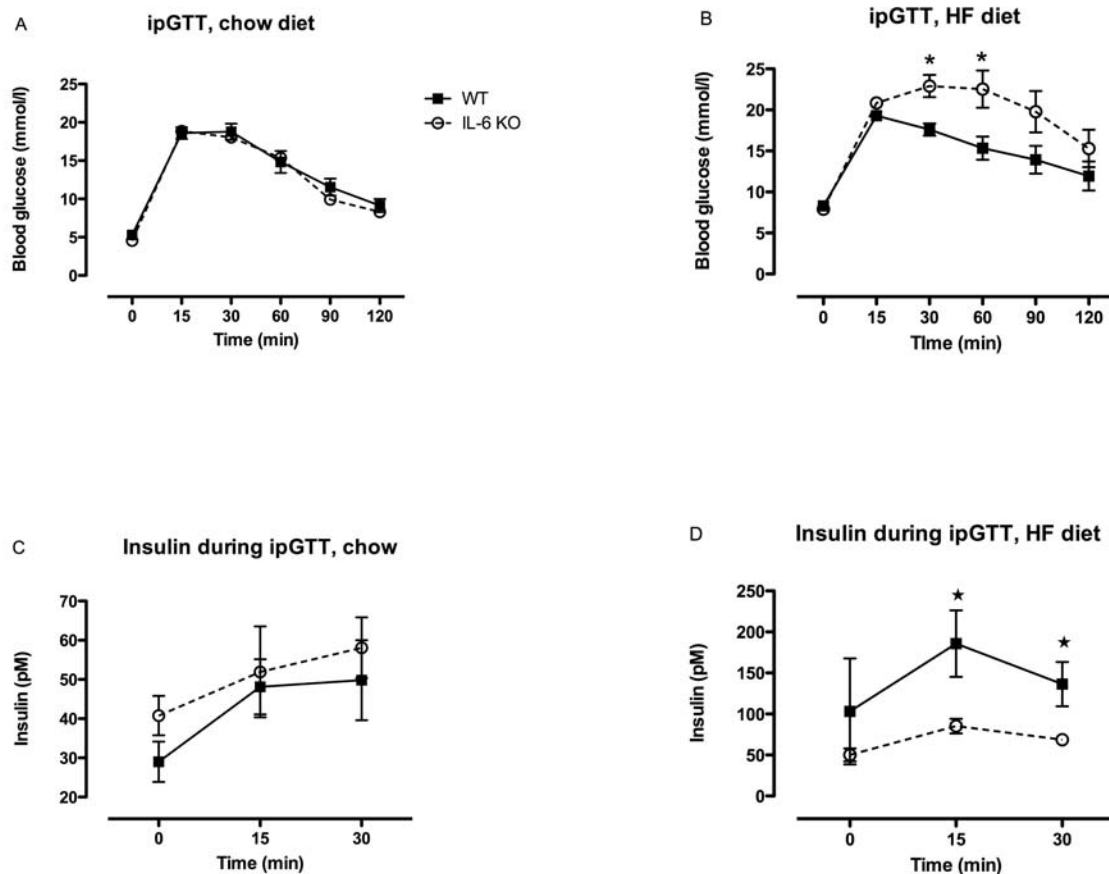 A
ipGTT, chow diet
Blood glucose (mmol/l)
25
20
15
10
5
0
0 15 30 60 90 120
Time (min)
WT
IL-6 KO
B
ipGTT, HF diet
* *
Blood glucose (mmol/l)
25
20
15
10
5
0
0 15 30 60 90 120
TIme (min)
C
Insulin during ipGTT, chow
Insulin (pM)
70
60
50
40
30
20
0 15 30
Time (min)
D
Insulin during ipGTT, HF diet
★
★
Insulin (pM)
250
200
150
100
50
0
0 15 30
Time (min)